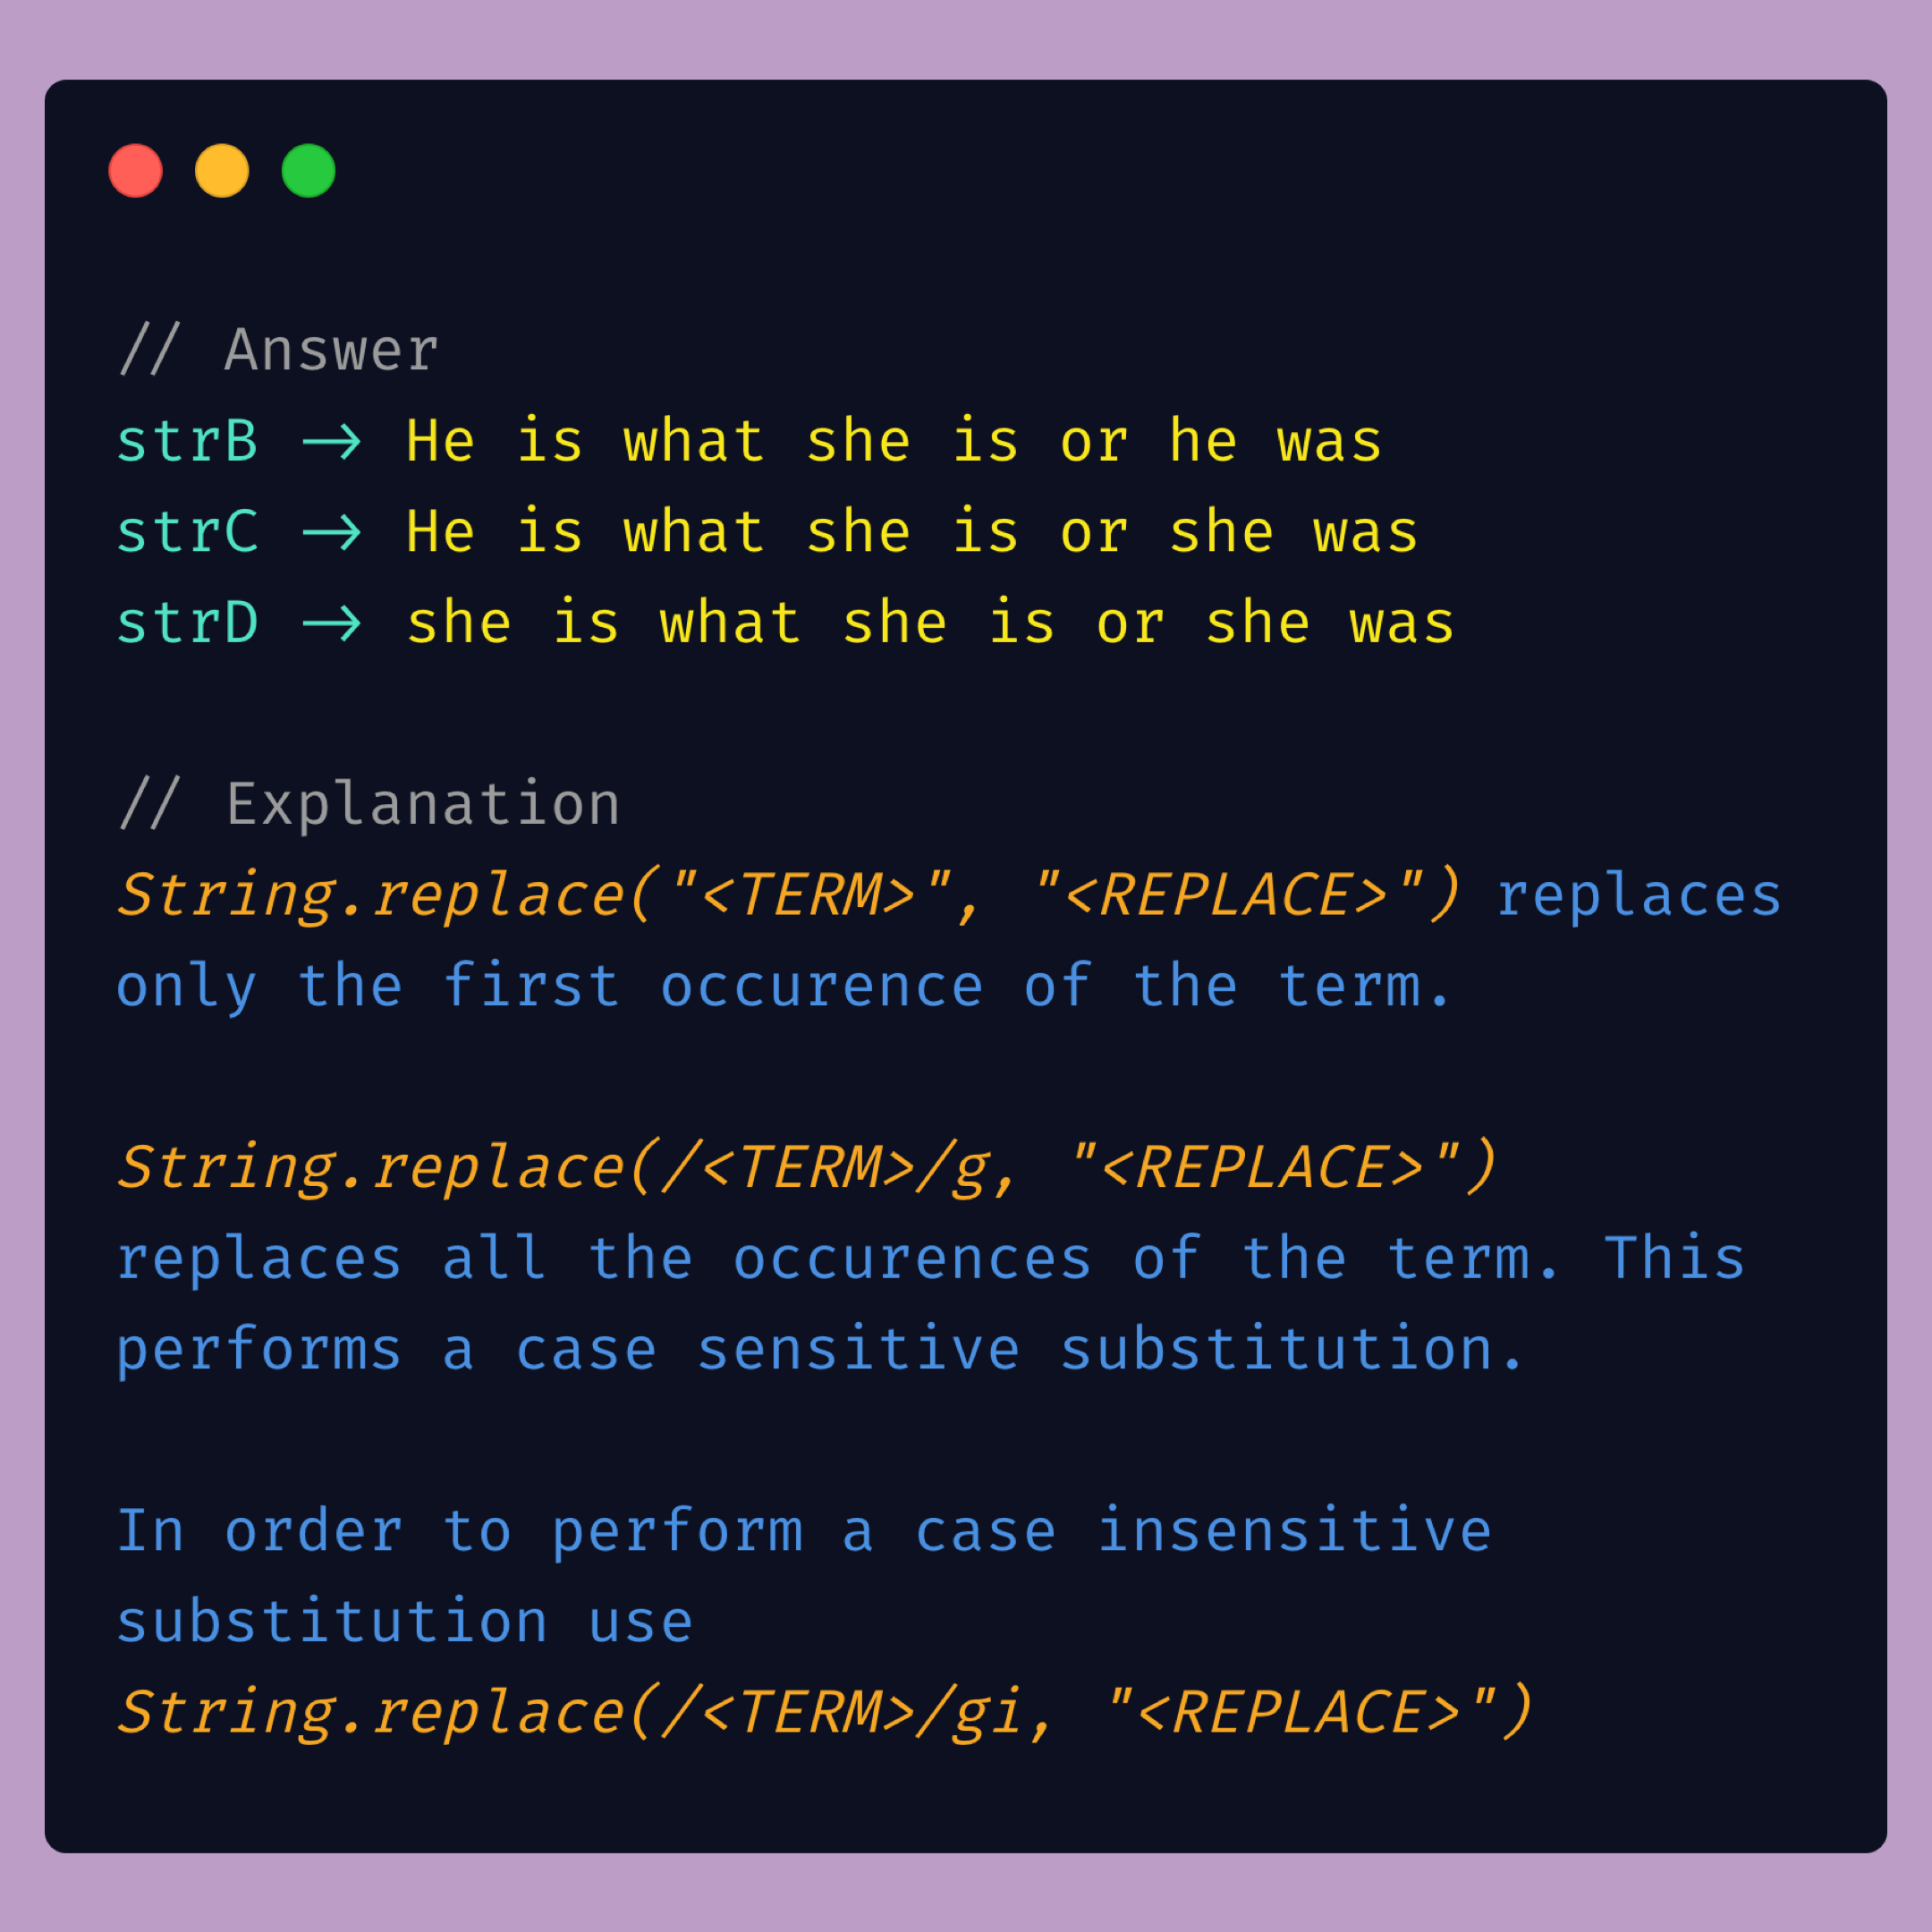 // Answer
strB → He is what she is or he was
strC → He is what she is or she was
strD → she is what she is or she was
// Explanation
String.replace("<TERM>", "<REPLACE>") replaces
only the first occurence of the term.
String.replace(/<TERM>/g, "<REPLACE>")
replaces all the occurences of the term. This
performs a case sensitive substitution.
In order to perform a case insensitive
substitution use
String.replace(/<TERM>/gi, "<REPLACE>")